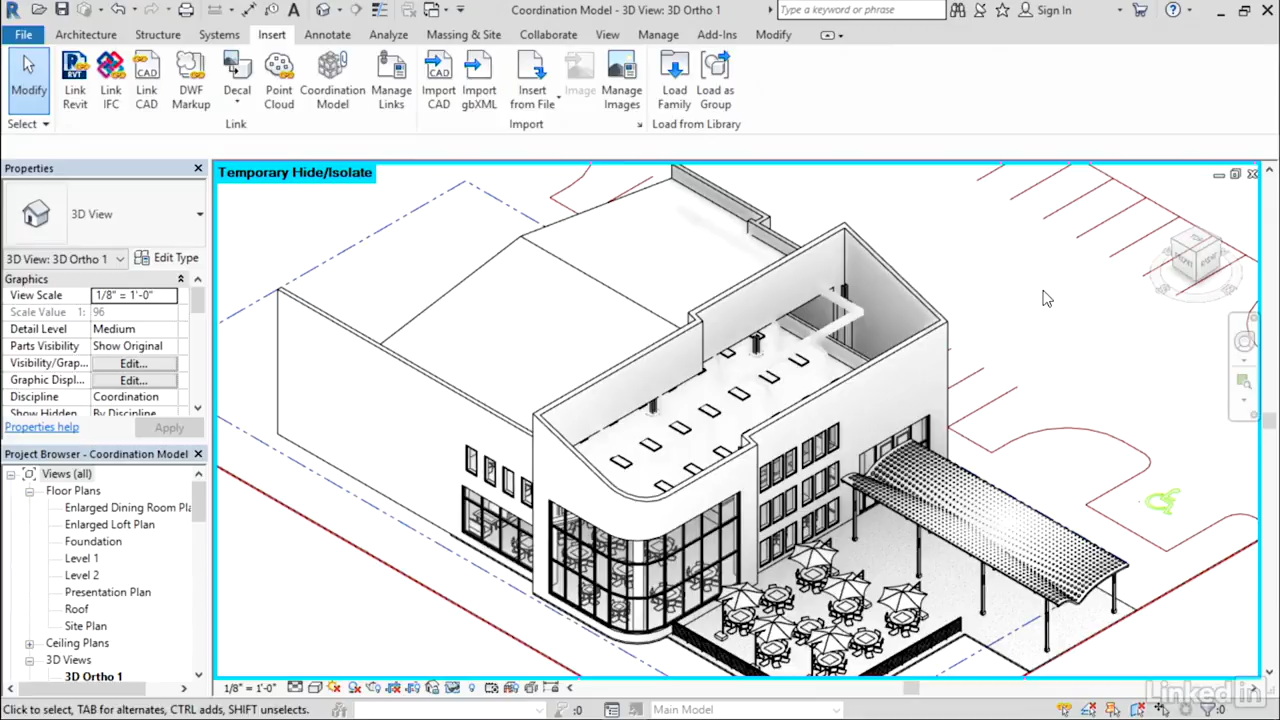 Coordination Model - 3D View: 3D Ortho 1
Type a keyword or phrase
Sign In
File Architecture Structure Systems Insert Annotate Analyze Massing & Site Collaborate View Manage Add-Ins Modify
Modify
Link Revit
Link IFC
Link CAD
DWF Markup
Decal
Point Cloud
Coordination Model
Manage Links
Import CAD
Import gbXML
Insert from File
Image
Manage Images
Load Family
Load as Group
Select
Link
Import
Load from Library
Properties
Temporary Hide/Isolate
3D View
3D View: 3D Ortho 1
Edit Type
Graphics
View Scale 1/8" = 1'-0"
Scale Value 1: 96
Detail Level Medium
Parts Visibility Show Original
Visibility/Grap... Edit...
Graphic Displ... Edit...
Discipline Coordination
Show Hidden By Discipline
Properties help
Apply
Project Browser - Coordination Model
Views (all)
Floor Plans
Enlarged Dining Room Pla
Enlarged Loft Plan
Foundation
Level 1
Level 2
Presentation Plan
Roof
Site Plan
Ceiling Plans
3D Views
3D Ortho 1
1/8" = 1'-0"
Click to select, TAB for alternates, CTRL adds, SHIFT unselects.
:0
Main Model
:0
Linked in